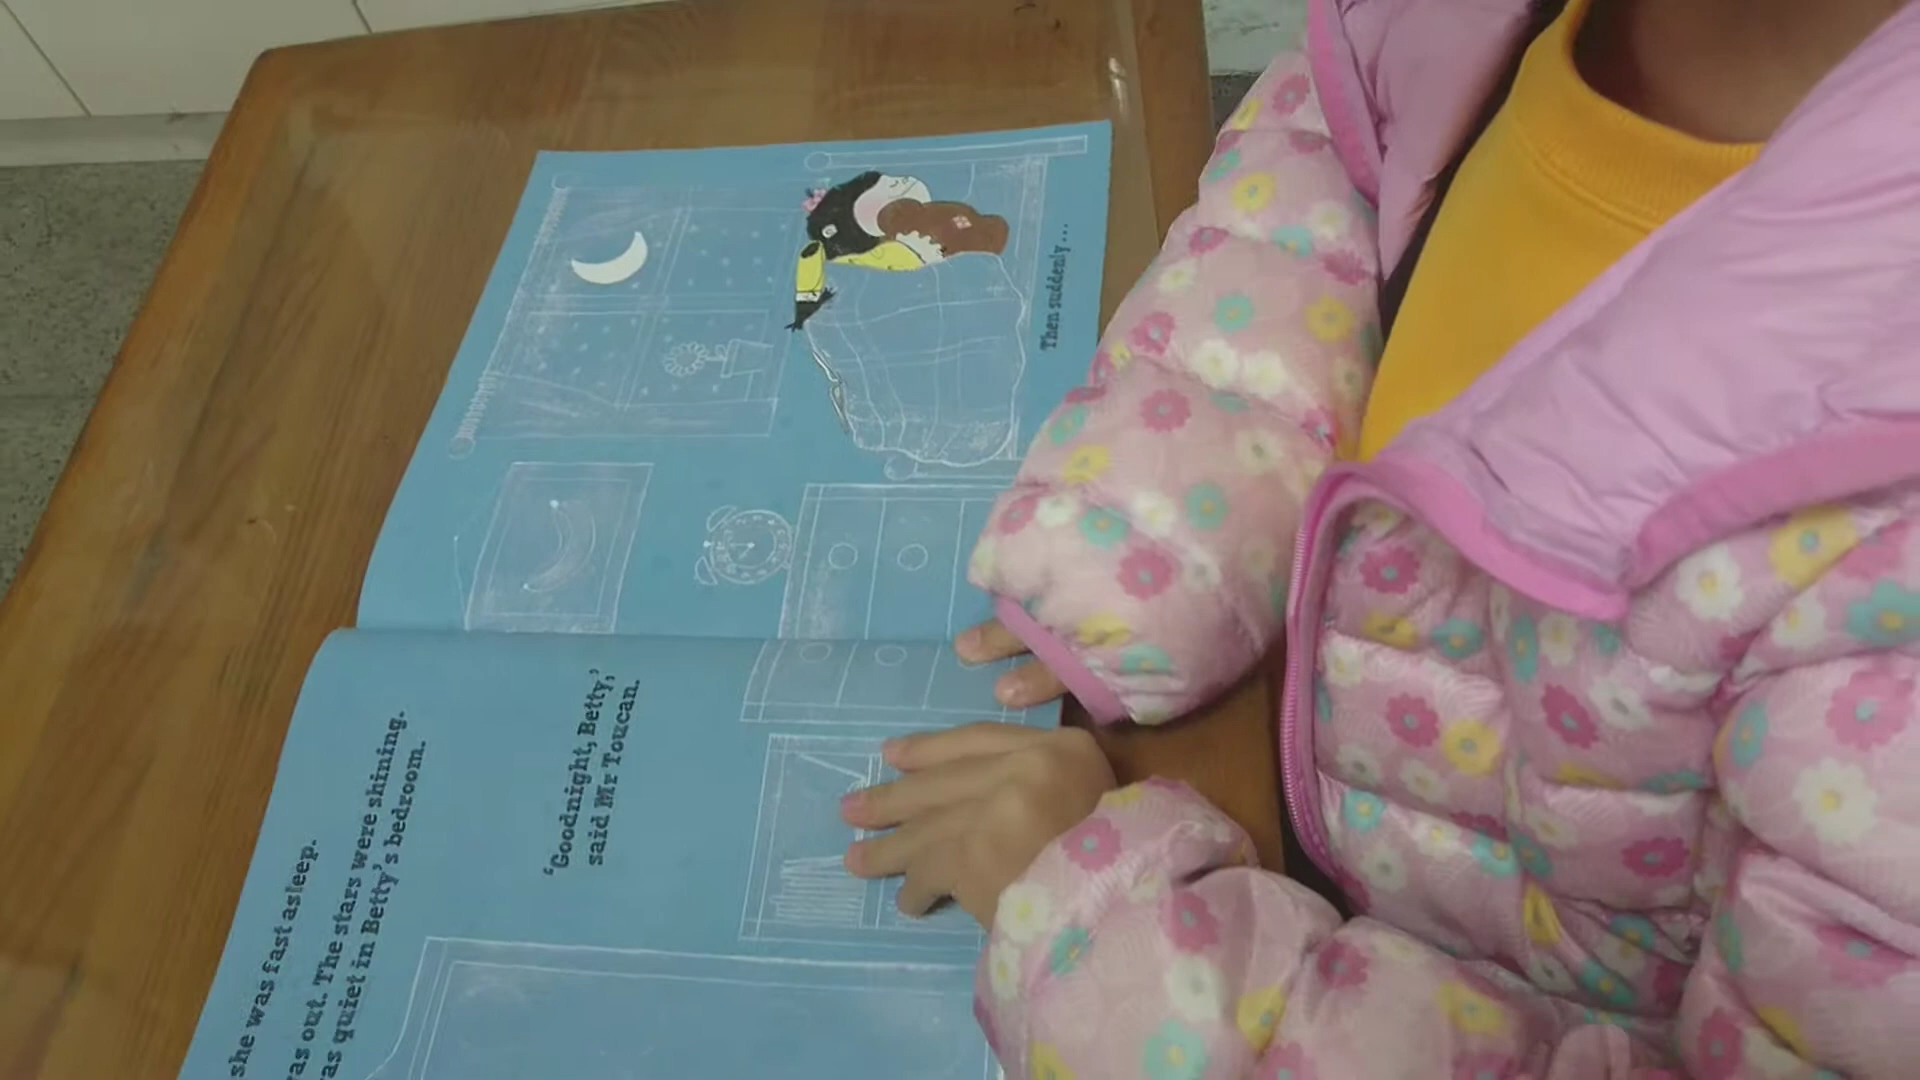 she was fast asleep.
as out. The stars were shining.
as quiet in Betty's bedroom.
'Goodnight, Betty,'
said Mr Toucan.
Then suddenly...